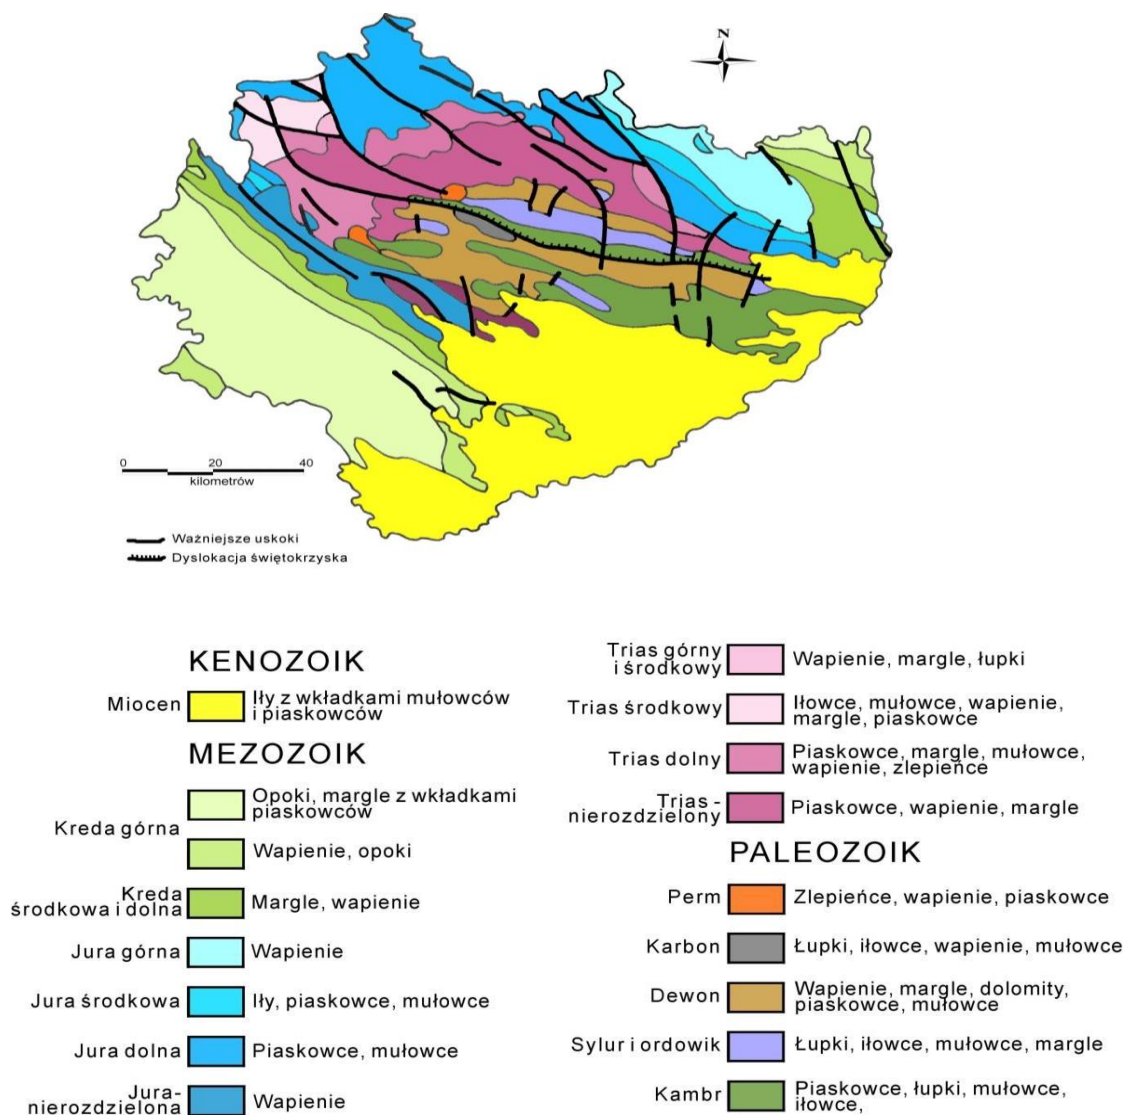 N
0 20 40
kilometrów
Ważniejsze uskoki
Dyslokacja świętokrzyska
KENOZOIK
Miocen
Iły z wkładkami mułowców
i piaskowców
MEZOZOIK
Kreda górna
Opoki, margle z wkładkami
piaskowców
Wapienie, opoki
Kreda
środkowa i dolna
Margle, wapienie
Jura górna
Wapienie
Jura środkowa
Iły, piaskowce, mułowce
Jura dolna
Piaskowce, mułowce
Jura-
nierozdzielona
Wapienie
Trias górny
i środkowy
Wapienie, margle, łupki
Trias środkowy
Iłowce, mułowce, wapienie,
margle, piaskowce
Trias dolny
Piaskowce, margle, mułowce,
wapienie, zlepieńce
Trias -
nierozdzielony
Piaskowce, wapienie, margle
PALEOZOIK
Perm
Zlepieńce, wapienie, piaskowce
Karbon
Łupki, iłowce, wapienie, mułowce
Dewon
Wapienie, margle, dolomity,
piaskowce, mułowce
Sylur i ordowik
Łupki, iłowce, mułowce, margle
Kambr
Piaskowce, łupki, mułowce,
iłowce,